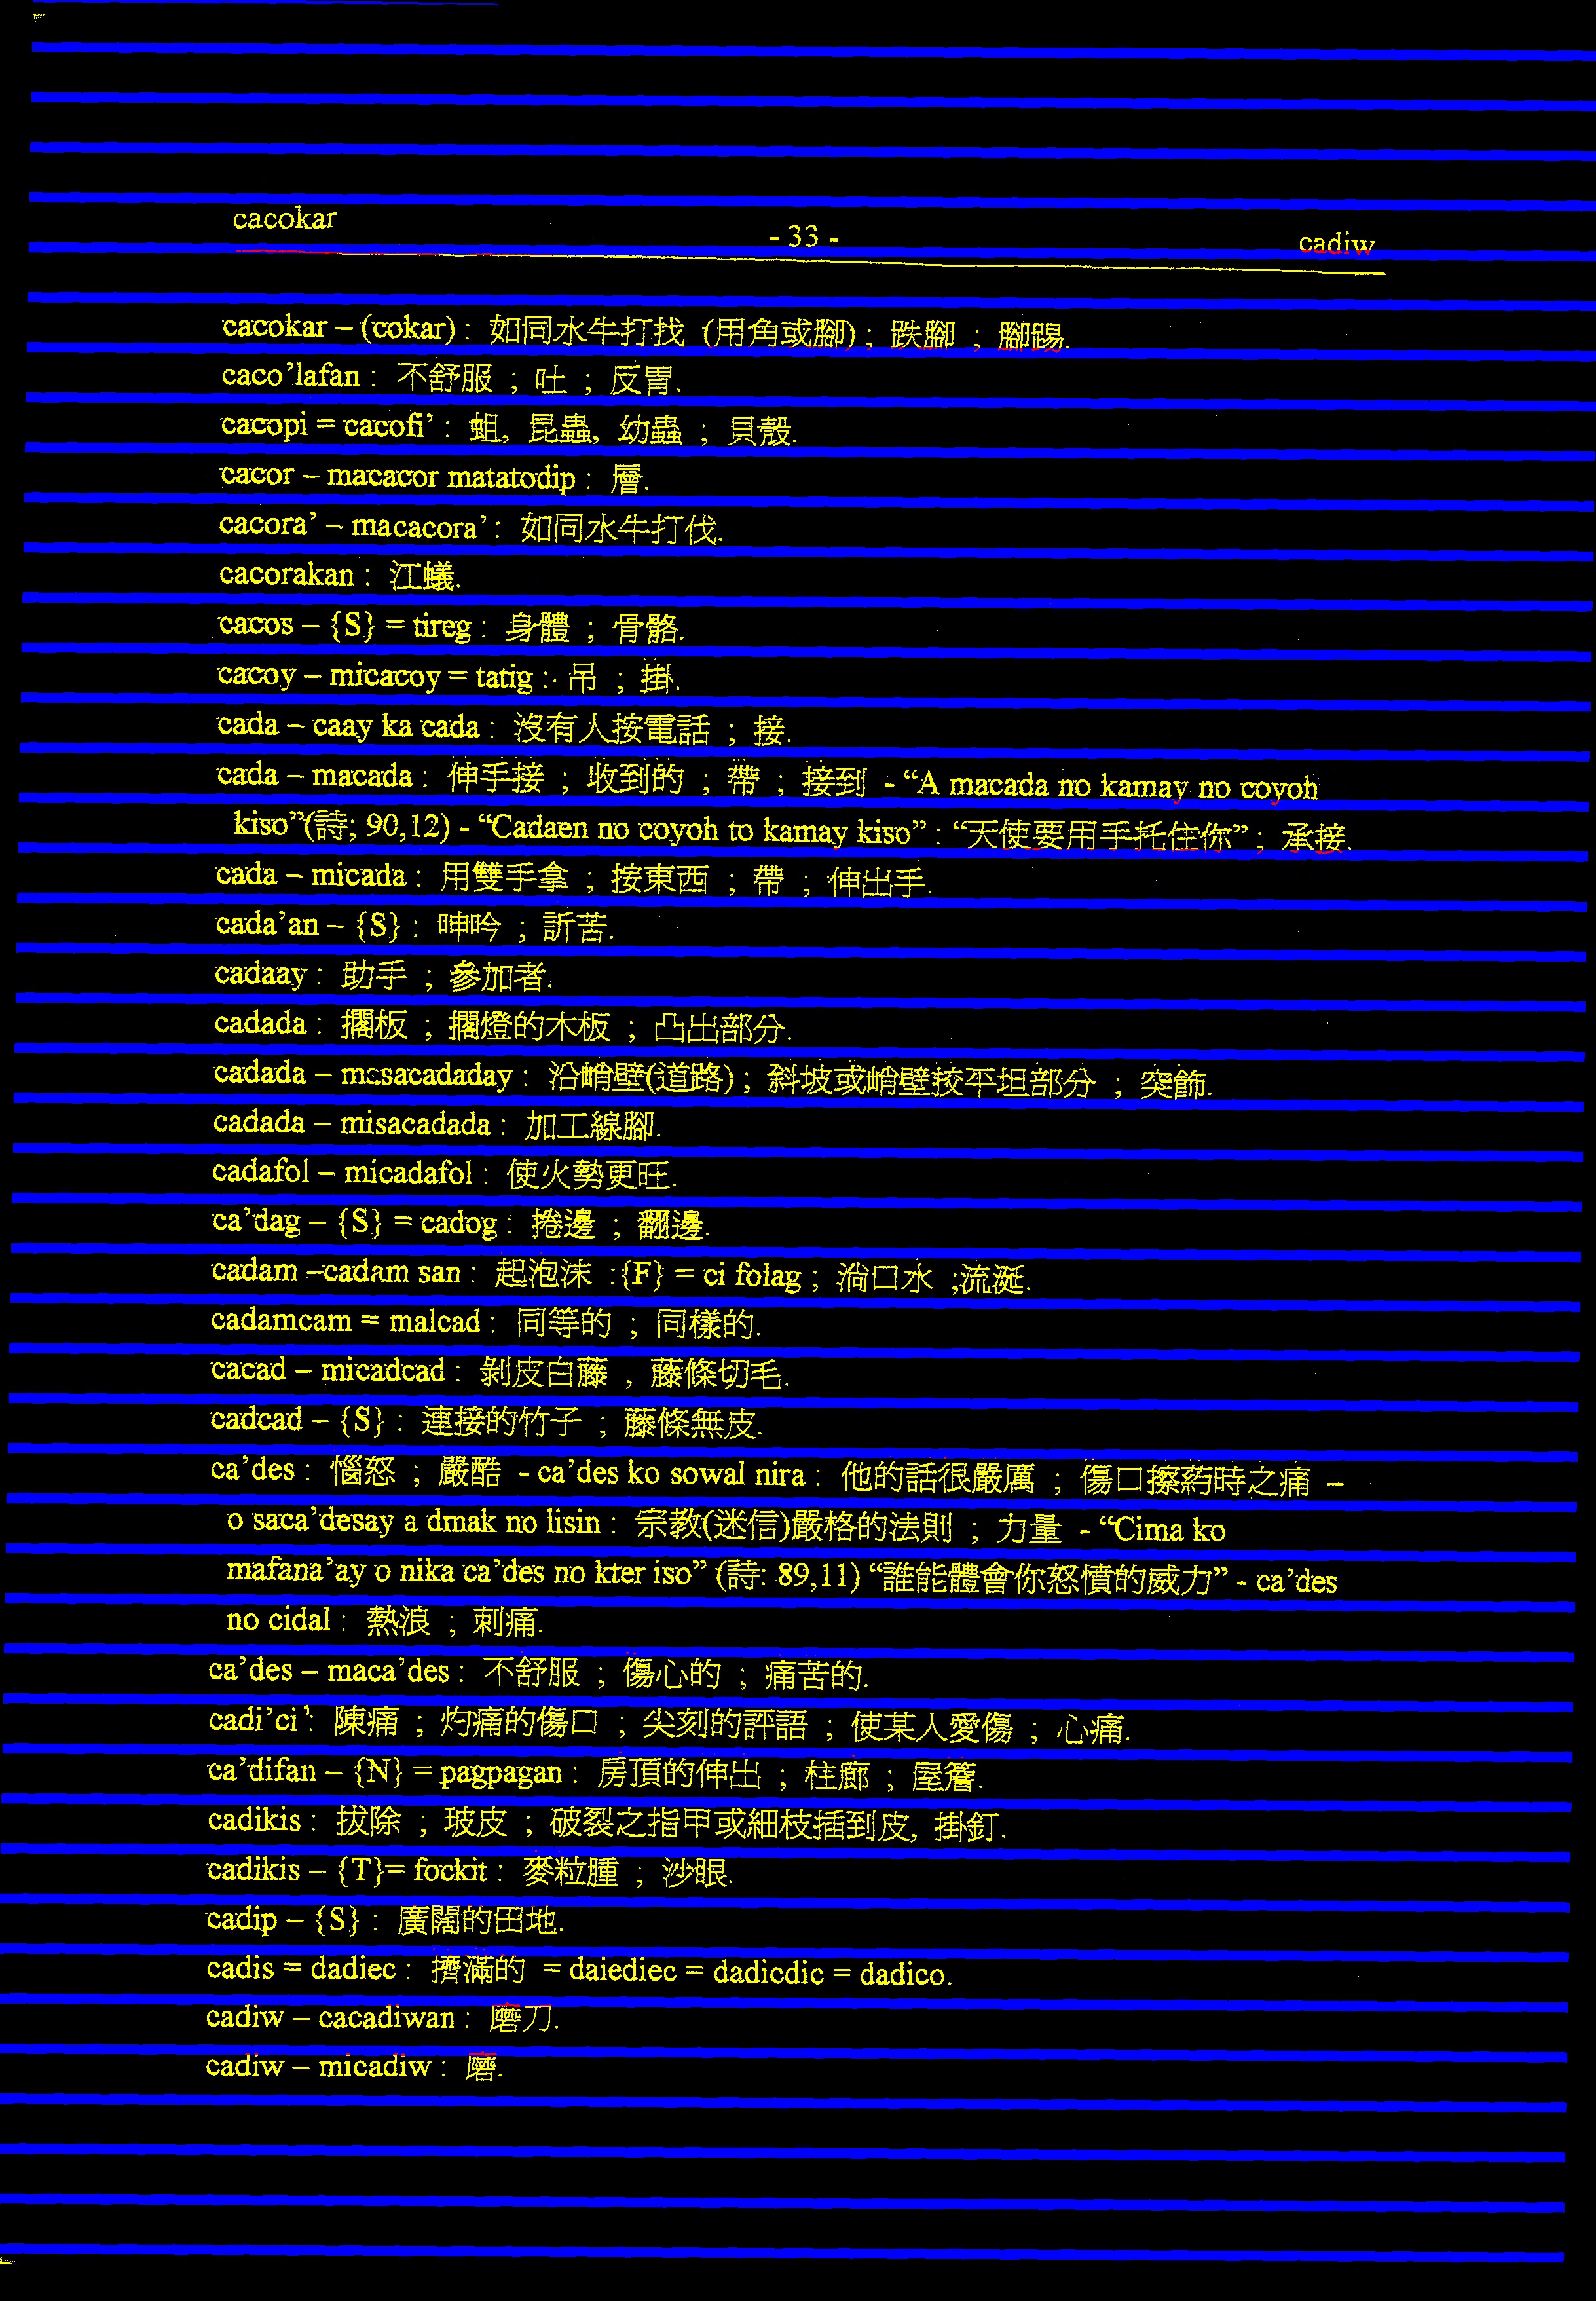 cacokar - 33 - cadiw
cacokar – (cokar) : 如同水牛打找 (用角或腳) ; 跌腳 ; 腳踢.
caco’lafan : 不舒服 ; 吐 ; 反胃.
cacopi = cacofi’ : 蛆, 昆蟲, 幼蟲 ; 貝殼.
cacor – macacor matatodip : 層.
cacora’ – macacora’ : 如同水牛打伐.
cacorakan : 江蟻.
cacos – {S} = tireg : 身體 ; 骨骼.
cacoy – micacoy = tatig : 吊 ; 掛.
cada – caay ka cada : 沒有人按電話 ; 接.
cada – macada : 伸手接 ; 收到的 ; 帶 ; 接到 - “A macada no kamay no coyoh
kiso”(詩; 90,12) - “Cadaen no coyoh to kamay kiso” : “天使要用手托住你” ; 承接.
cada – micada : 用雙手拿 ; 按東西 ; 帶 ; 伸出手.
cada’an – {S} : 呻吟 ; 訴苦.
cadaay : 助手 ; 參加者.
cadada : 擱板 ; 擱燈的木板 ; 凸出部分.
cadada – masacadaday : 沿峭壁(道路) ; 斜坡或峭壁按平坦部分 ; 突飾.
cadada – misacadada : 加工線腳.
cadafol – micadafol : 使火勢更旺.
ca’dag – {S} = cadog : 捲邊 ; 翻邊.
cadam –cadam san : 起泡沫 :{F} = ci folag ; 淌口水 ;流涎.
cadamcam = malcad : 同等的 ; 同樣的.
cacad – micadcad : 剝皮白藤 , 藤條切毛.
cadcad – {S} : 連接的竹子 ; 藤條無皮.
ca’des : 惱怒 ; 嚴酷 - ca’des ko sowal nira : 他的話很嚴厲 ; 傷口擦葯時之痛 –
o saca’desay a dmak no lisin : 宗教(迷信)嚴格的法則 ; 力量 - “Cima ko
mafana’ay o nika ca’des no kter iso” (詩: 89,11) “誰能體會你怒憤的威力” - ca’des
no cidal : 熱浪 ; 刺痛.
ca’des – maca’des : 不舒服 ; 傷心的 ; 痛苦的.
cadi’ci’: 陳痛 ; 灼痛的傷口 ; 尖刻的評語 ; 使某人愛傷 ; 心痛.
ca’difan – {N} = pagpagan : 房頂的伸出 ; 柱廊 ; 屋簷.
cadikis : 拔除 ; 玻皮 ; 破裂之指甲或細枝插到皮, 掛釘.
cadikis – {T}= fockit : 麥粒腫 ; 沙眼.
cadip – {S} : 廣闊的田地.
cadis = dadiec : 擠滿的 = daiediec = dadicdic = dadico.
cadiw – cacadiwan : 磨刀.
cadiw – micadiw : 磨.